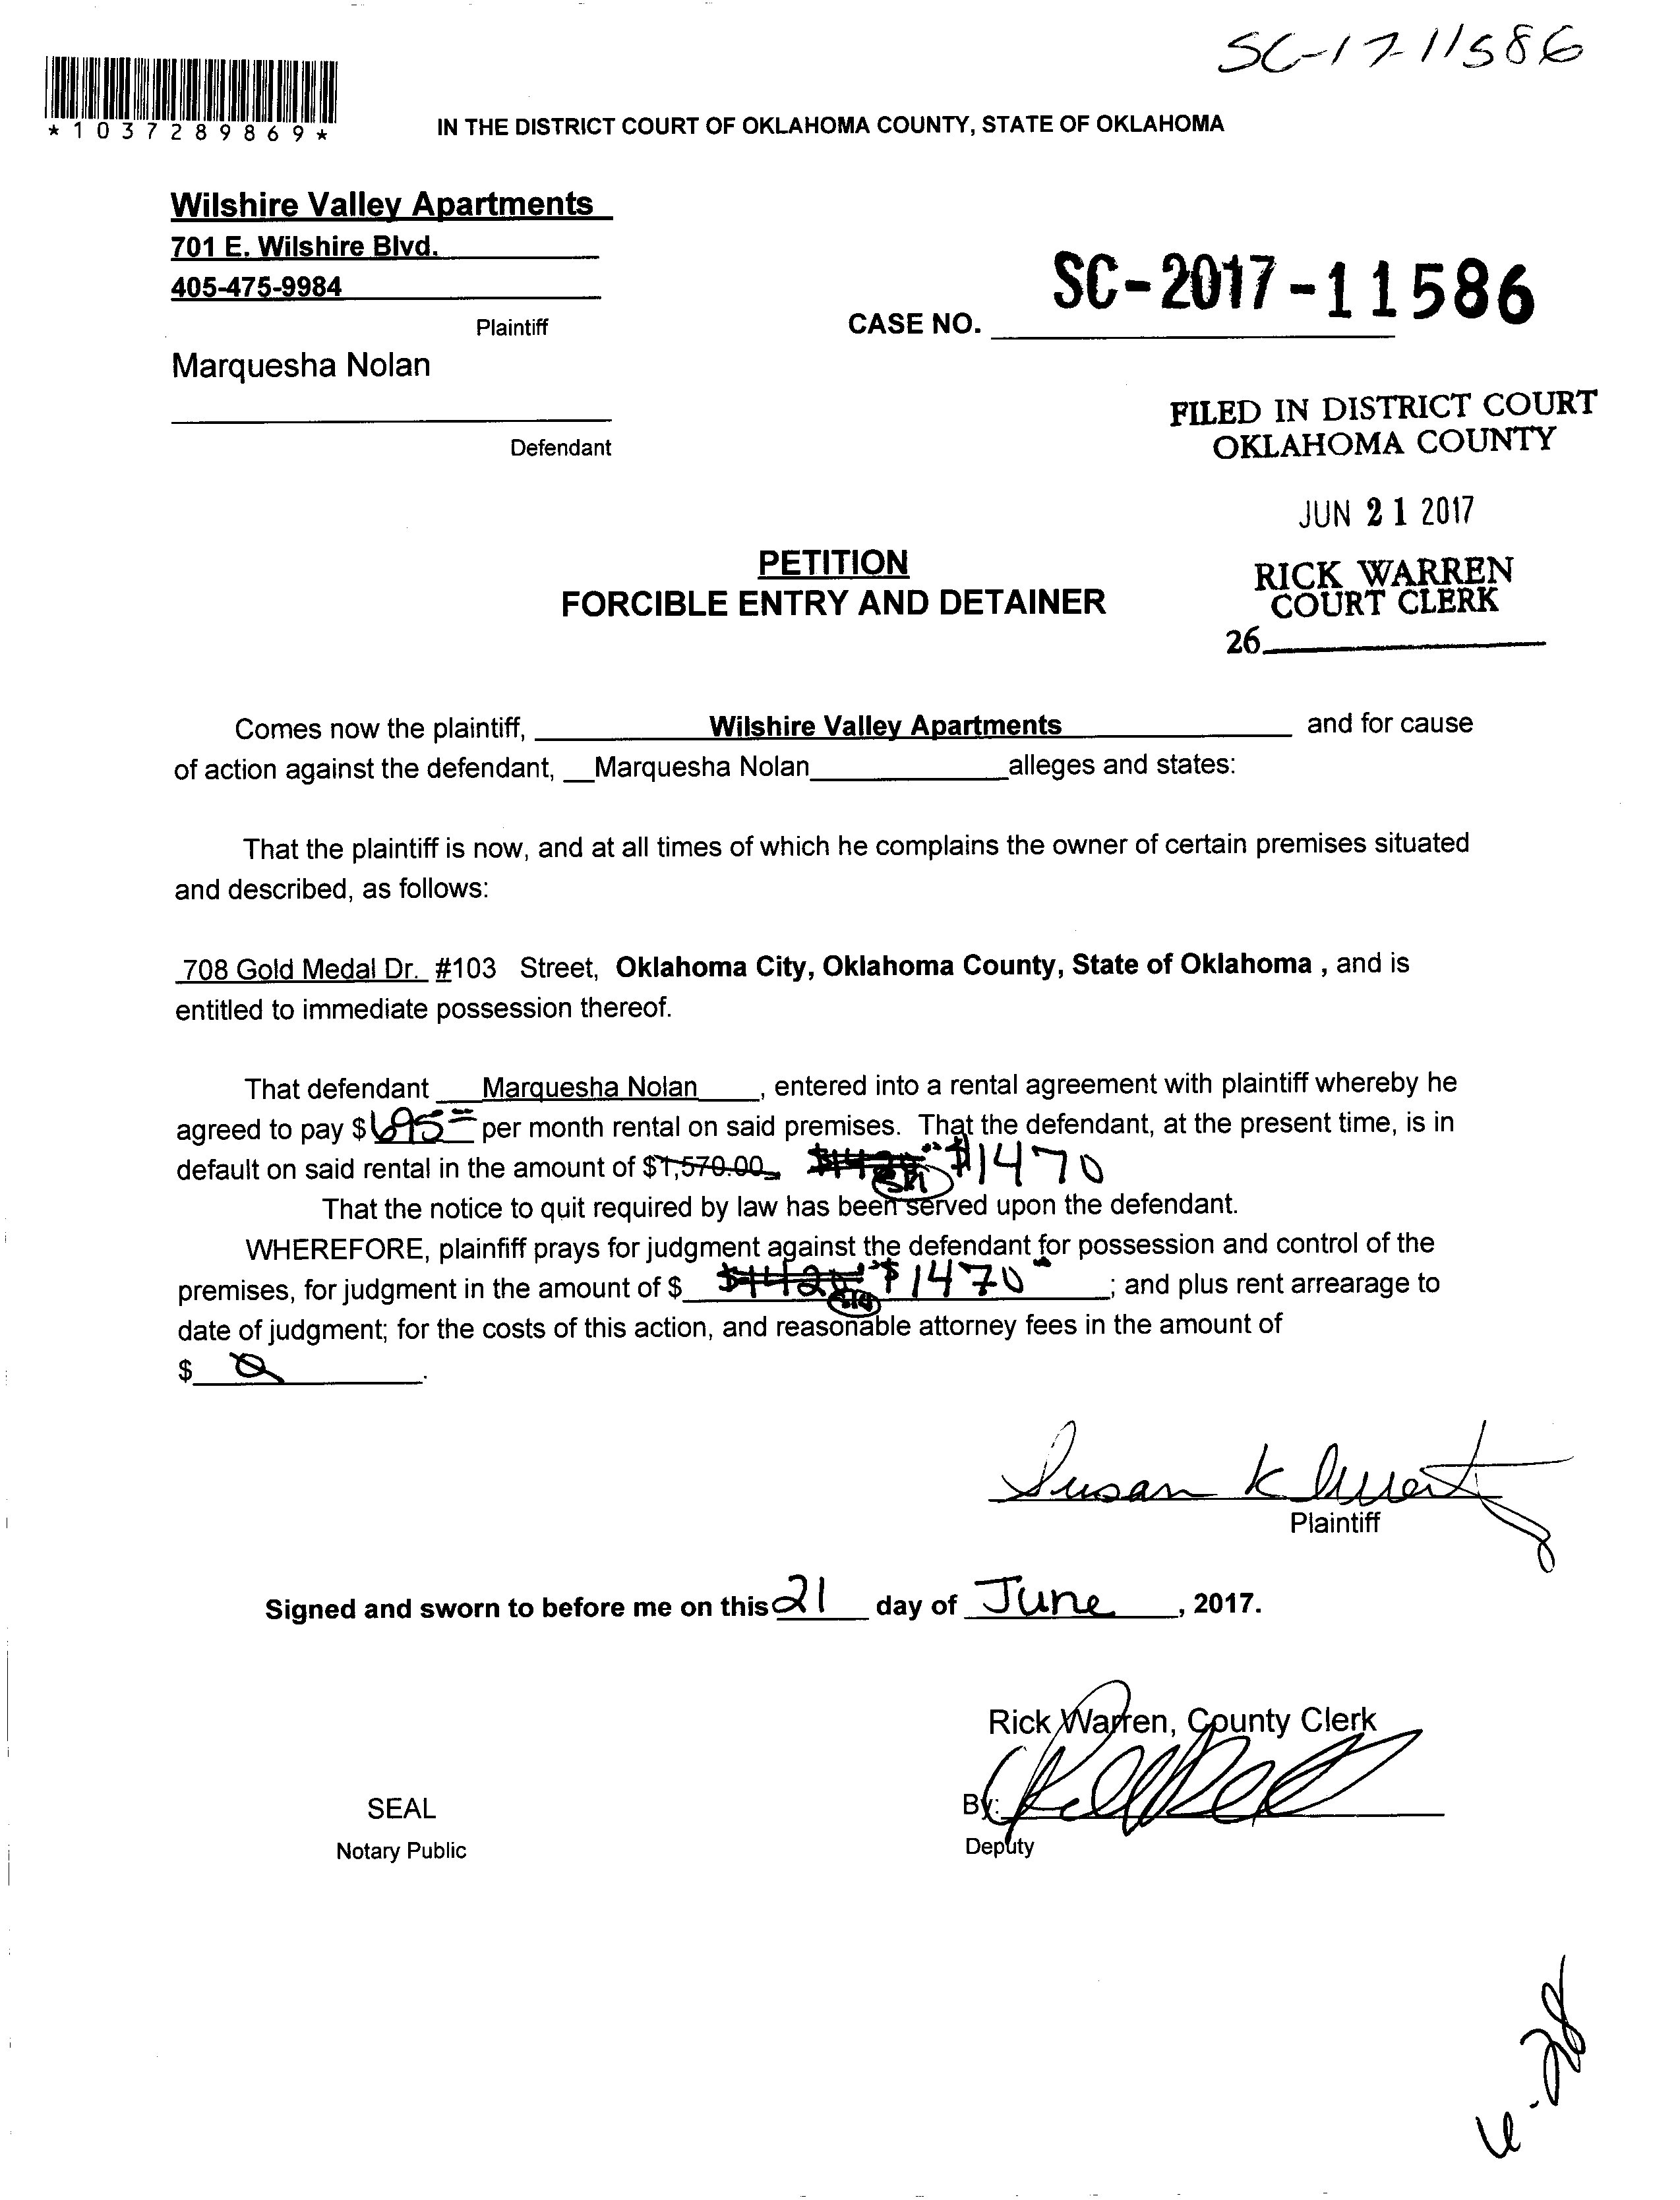 SC-17-11586
*1037289869*
IN THE DISTRICT COURT OF OKLAHOMA COUNTY, STATE OF OKLAHOMA
Wilshire Valley Apartments
701 E. Wilshire Blvd.
405-475-9984
Plaintiff
SC-2017-11586
CASE NO.
Marquesha Nolan
Defendant
FILED IN DISTRICT COURT
OKLAHOMA COUNTY
JUN 21 2017
RICK WARREN
COURT CLERK
26
PETITION
FORCIBLE ENTRY AND DETAINER
Comes now the plaintiff, Wilshire Valley Apartments and for cause
of action against the defendant, Marquesha Nolan alleges and states:
That the plaintiff is now, and at all times of which he complains the owner of certain premises situated
and described, as follows:
708 Gold Medal Dr. #103 Street, Oklahoma City, Oklahoma County, State of Oklahoma , and is
entitled to immediate possession thereof.
That defendant Marquesha Nolan, entered into a rental agreement with plaintiff whereby he
agreed to pay $695 per month rental on said premises. That the defendant, at the present time, is in
default on said rental in the amount of $1,570.00 $1470
That the notice to quit required by law has been served upon the defendant.
WHEREFORE, plainfiff prays for judgment against the defendant for possession and control of the
premises, for judgment in the amount of $ $1470 ; and plus rent arrearage to
date of judgment; for the costs of this action, and reasonable attorney fees in the amount of
$ 0.
Susan K
Plaintiff
Signed and sworn to before me on this 21 day of June, 2017.
Rick Warren, County Clerk
By:
Deputy
SEAL
Notary Public
6-28